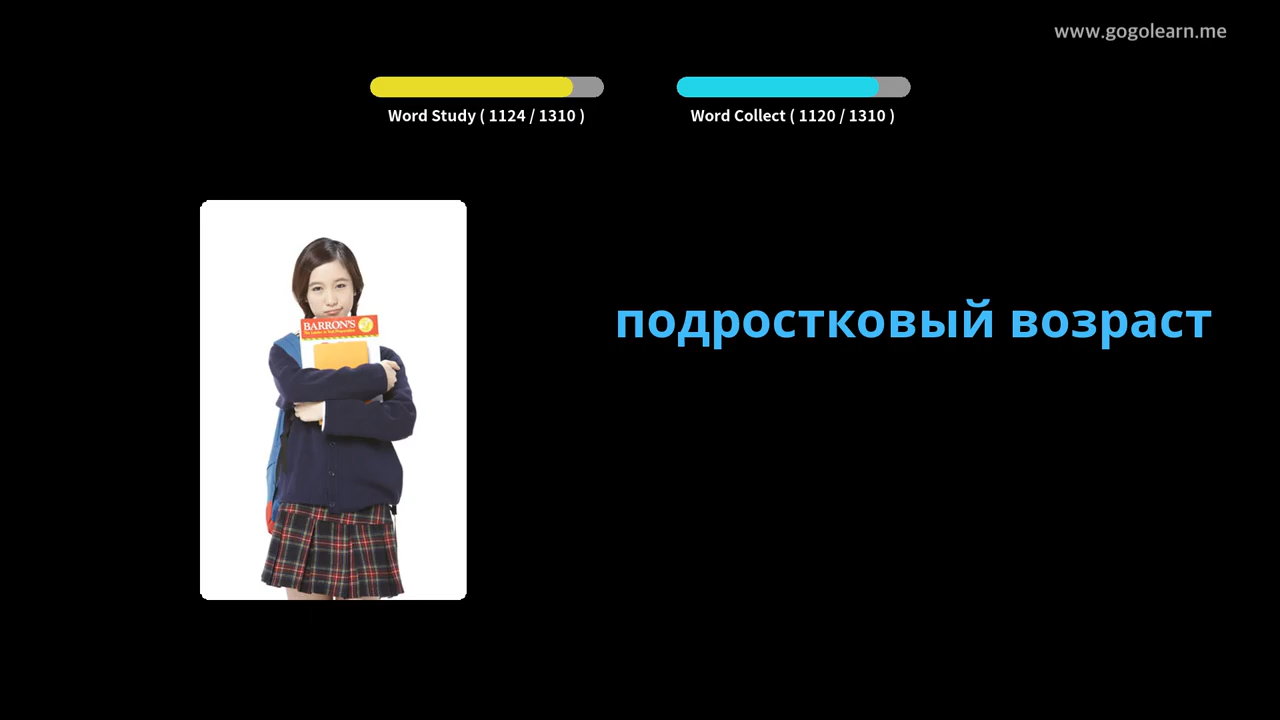 www.gogolearn.me
Word Study ( 1124 / 1310 )
Word Collect ( 1120 / 1310 )
BARRON'S
подростковый возраст